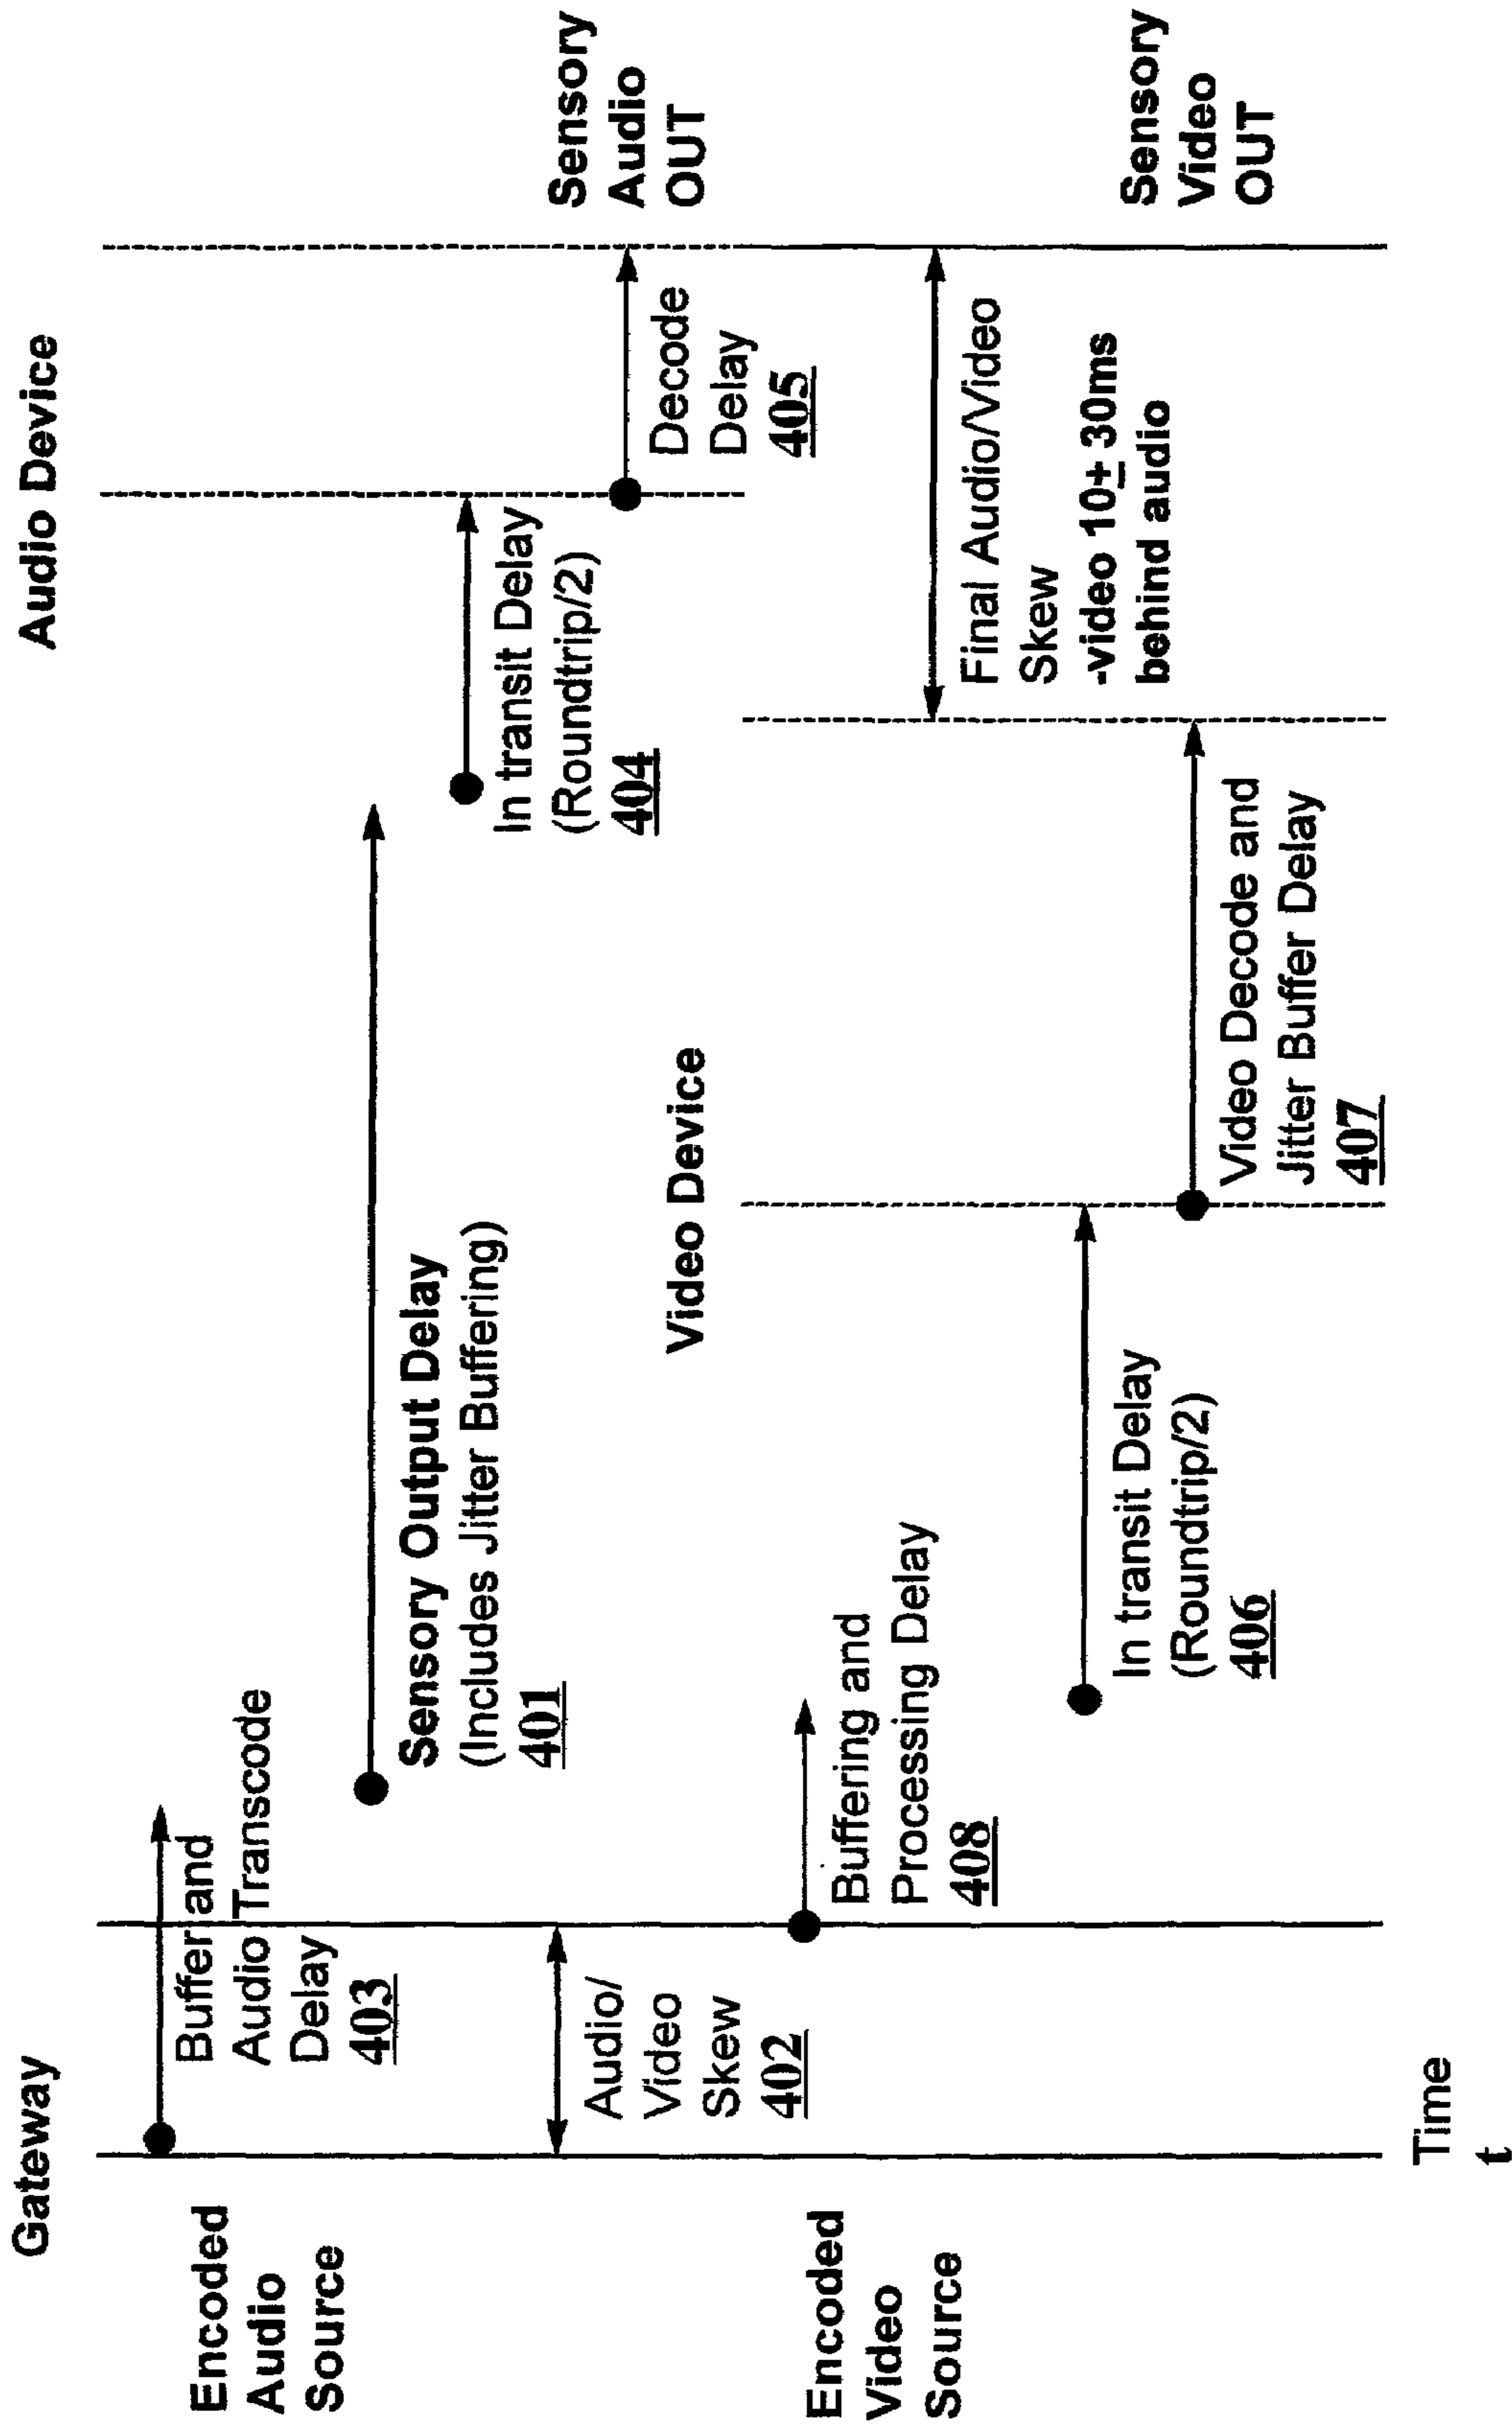 Gateway
Audio Device
Encoded
Audio
Source
Buffer and
Audio Transcode
Delay
403
Sensory Output Delay
(Includes Jitter Buffering)
401
In transit Delay
(Roundtrip/2)
404
Decode
Delay
405
Sensory
Audio
OUT
Audio/
Video
Skew
402
Video Device
Encoded
Video
Source
Buffering and
Processing Delay
408
In transit Delay
(Roundtrip/2)
406
Video Decode and
Jitter Buffer Delay
407
Final Audio/Video
Skew
-video 10± 30ms
behind audio
Sensory
Video
OUT
Time
t